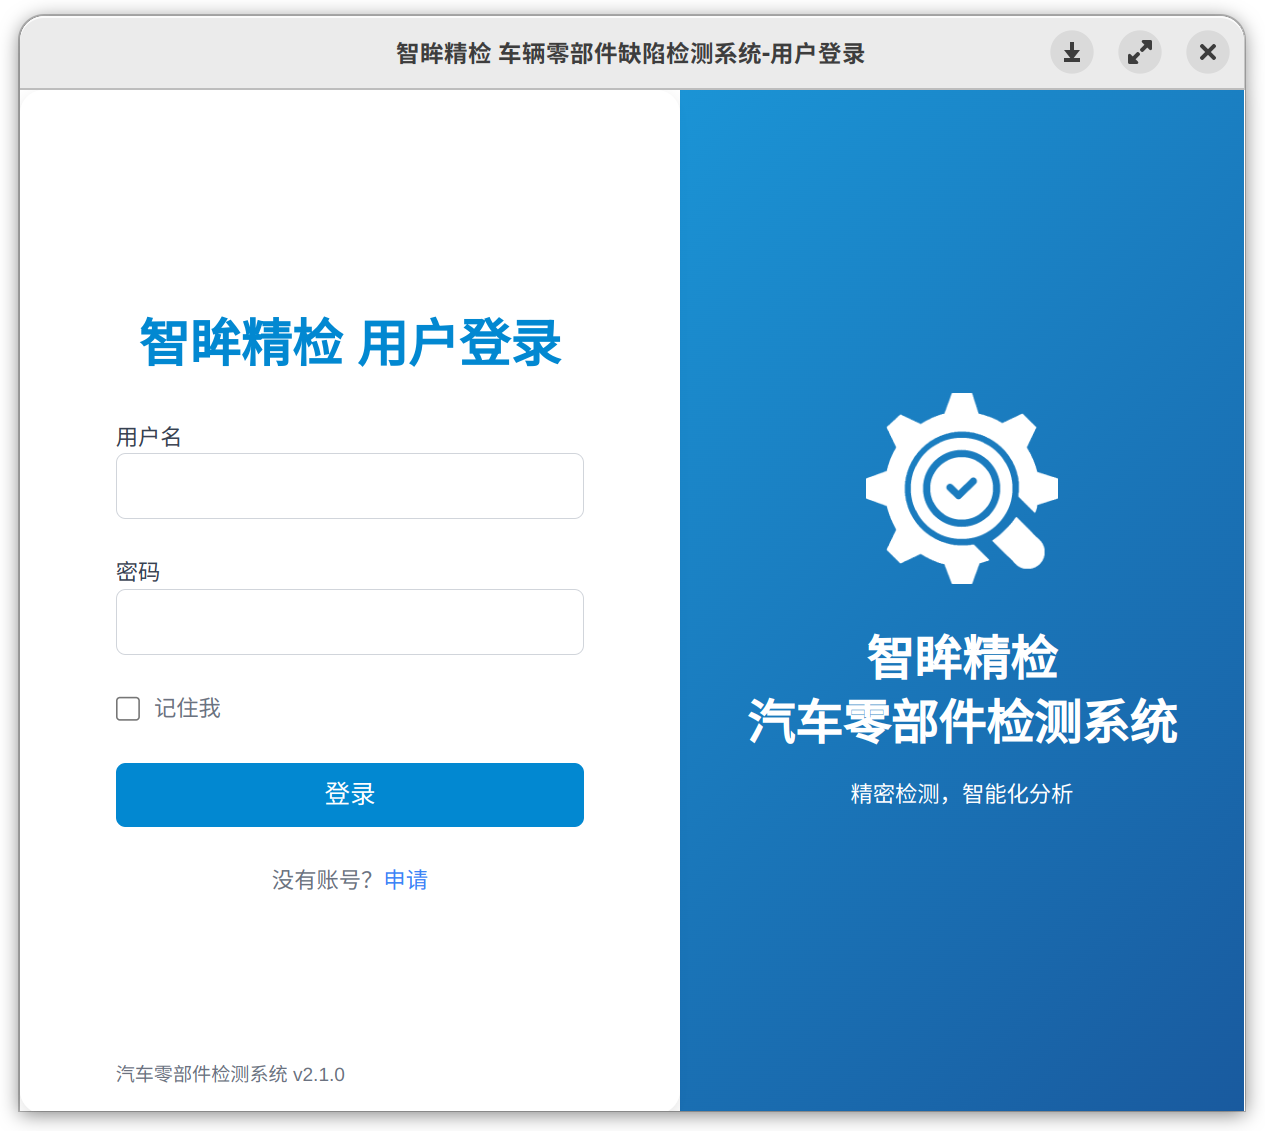 智眸精检 车辆零部件缺陷检测系统-用户登录
智眸精检 用户登录
用户名
密码
记住我
登录
没有账号？申请
汽车零部件检测系统 v2.1.0
智眸精检
汽车零部件检测系统
精密检测，智能化分析